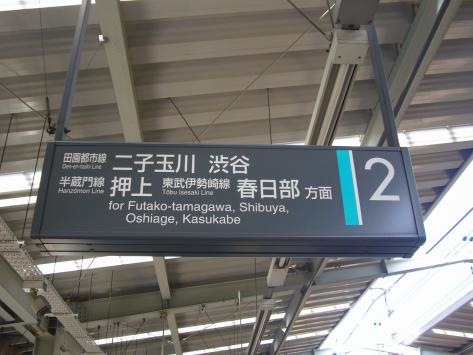 田園都市線 二子玉川 渋谷
Den-en-toshi Line
半蔵門線 押上 東武伊勢崎線 春日部 方面
Hanzōmon Line Tōbu Isesaki Line
for Futako-tamagawa, Shibuya,
Oshiage, Kasukabe
2